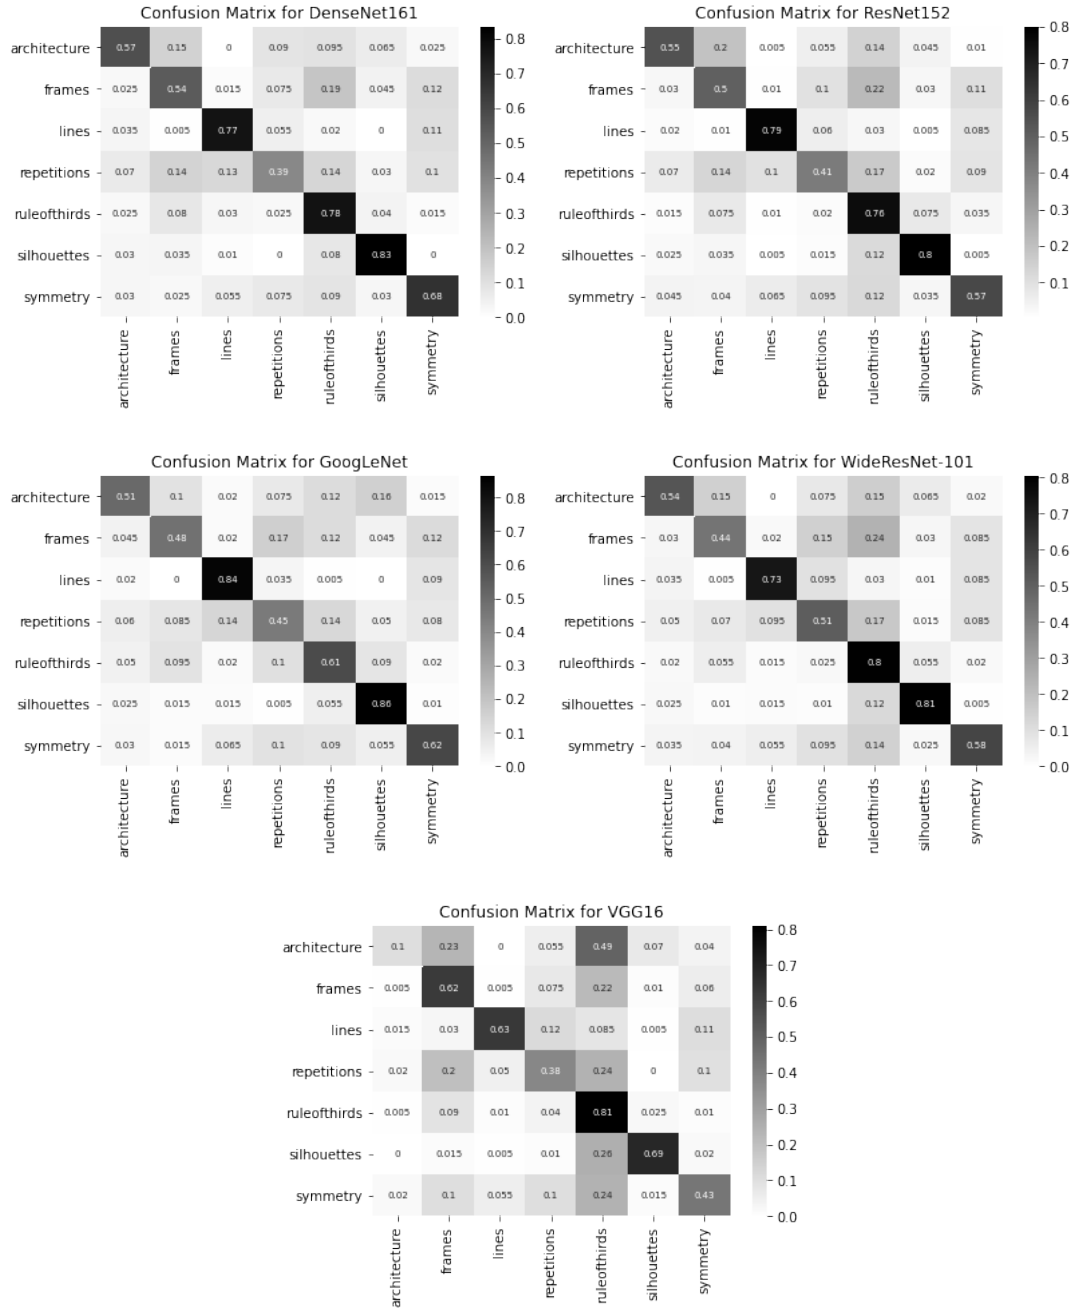 Confusion Matrix for DenseNet161
architecture 0.57 0.15 0 0.09 0.095 0.065 0.025
frames 0.025 0.54 0.015 0.075 0.19 0.045 0.12
lines 0.035 0.005 0.77 0.055 0.02 0 0.11
repetitions 0.07 0.14 0.13 0.39 0.14 0.03 0.1
ruleofthirds 0.025 0.08 0.03 0.025 0.78 0.04 0.015
silhouettes 0.03 0.035 0.01 0 0.08 0.83 0
symmetry 0.03 0.025 0.055 0.075 0.09 0.03 0.68
architecture frames lines repetitions ruleofthirds silhouettes symmetry
0.8
0.7
0.6
0.5
0.4
0.3
0.2
0.1
0.0
Confusion Matrix for ResNet152
architecture 0.55 0.2 0.005 0.055 0.14 0.045 0.01
frames 0.03 0.5 0.01 0.1 0.22 0.03 0.11
lines 0.02 0.01 0.79 0.06 0.03 0.005 0.085
repetitions 0.07 0.14 0.1 0.41 0.17 0.02 0.09
ruleofthirds 0.015 0.075 0.01 0.02 0.76 0.075 0.035
silhouettes 0.025 0.035 0.005 0.015 0.12 0.8 0.005
symmetry 0.045 0.04 0.065 0.095 0.12 0.035 0.57
architecture frames lines repetitions ruleofthirds silhouettes symmetry
0.8
0.7
0.6
0.5
0.4
0.3
0.2
0.1
Confusion Matrix for GoogLeNet
architecture 0.51 0.1 0.02 0.075 0.12 0.16 0.015
frames 0.045 0.48 0.02 0.17 0.12 0.045 0.12
lines 0.02 0 0.84 0.035 0.005 0 0.09
repetitions 0.06 0.085 0.14 0.45 0.14 0.05 0.08
ruleofthirds 0.05 0.095 0.02 0.1 0.61 0.09 0.02
silhouettes 0.025 0.015 0.015 0.005 0.055 0.86 0.01
symmetry 0.03 0.015 0.065 0.1 0.09 0.055 0.62
architecture frames lines repetitions ruleofthirds silhouettes symmetry
0.8
0.7
0.6
0.5
0.4
0.3
0.2
0.1
0.0
Confusion Matrix for WideResNet-101
architecture 0.54 0.15 0 0.075 0.15 0.065 0.02
frames 0.03 0.44 0.02 0.15 0.24 0.03 0.085
lines 0.035 0.005 0.73 0.095 0.03 0.01 0.085
repetitions 0.05 0.07 0.095 0.51 0.17 0.015 0.085
ruleofthirds 0.02 0.055 0.015 0.025 0.8 0.055 0.02
silhouettes 0.025 0.01 0.015 0.01 0.12 0.81 0.005
symmetry 0.035 0.04 0.055 0.095 0.14 0.025 0.58
architecture frames lines repetitions ruleofthirds silhouettes symmetry
0.8
0.7
0.6
0.5
0.4
0.3
0.2
0.1
0.0
Confusion Matrix for VGG16
architecture 0.1 0.23 0 0.055 0.49 0.07 0.04
frames 0.005 0.62 0.005 0.075 0.22 0.01 0.06
lines 0.015 0.03 0.63 0.12 0.085 0.005 0.11
repetitions 0.02 0.2 0.05 0.38 0.24 0 0.1
ruleofthirds 0.005 0.09 0.01 0.04 0.81 0.025 0.01
silhouettes 0 0.015 0.005 0.01 0.26 0.69 0.02
symmetry 0.02 0.1 0.055 0.1 0.24 0.015 0.43
architecture frames lines repetitions ruleofthirds silhouettes symmetry
0.8
0.7
0.6
0.5
0.4
0.3
0.2
0.1
0.0